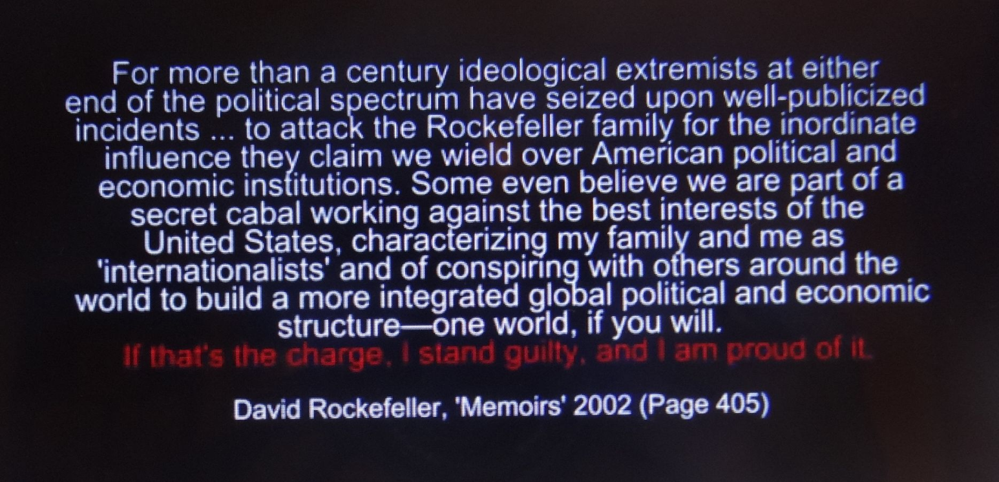 For more than a century ideological extremists at either
end of the political spectrum have seized upon well-publicized
incidents ... to attack the Rockefeller family for the inordinate
influence they claim we wield over American political and
economic institutions. Some even believe we are part of a
secret cabal working against the best interests of the
United States, characterizing my family and me as
'internationalists' and of conspiring with others around the
world to build a more integrated global political and economic
structure—one world, if you will.
If that's the charge, I stand guilty, and I am proud of it.
David Rockefeller, 'Memoirs' 2002 (Page 405)